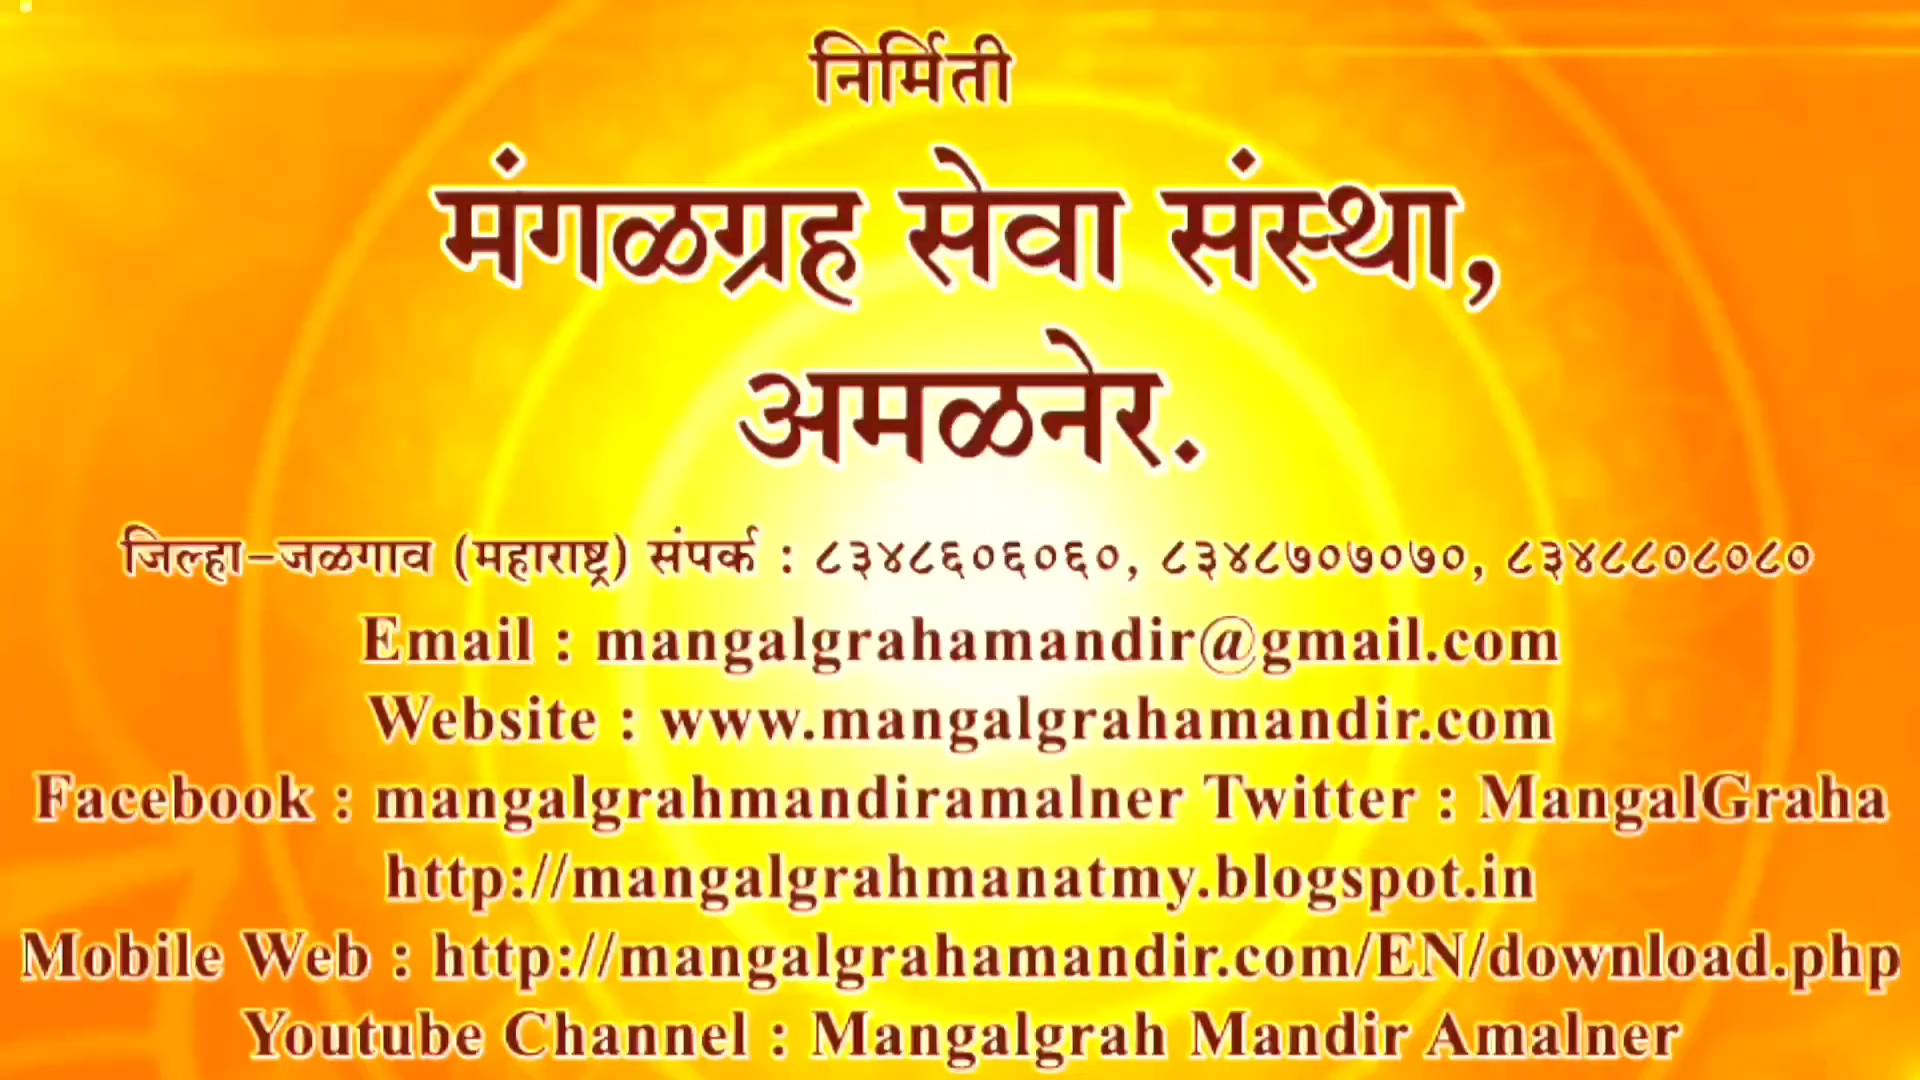 निर्मिती
मंगळग्रह सेवा संस्था,
अमळनेर.
जिल्हा-जळगाव (महाराष्ट्र) संपर्क : ८३४८६०६०६०, ८३४८७०७०७०, ८३४८८०८०८०
Email : mangalgrahamandir@gmail.com
Website : www.mangalgrahamandir.com
Facebook : mangalgrahmandiramalner Twitter : MangalGraha
http://mangalgrahmanatmy.blogspot.in
Mobile Web : http://mangalgrahamandir.com/EN/download.php
Youtube Channel : Mangalgrah Mandir Amalner